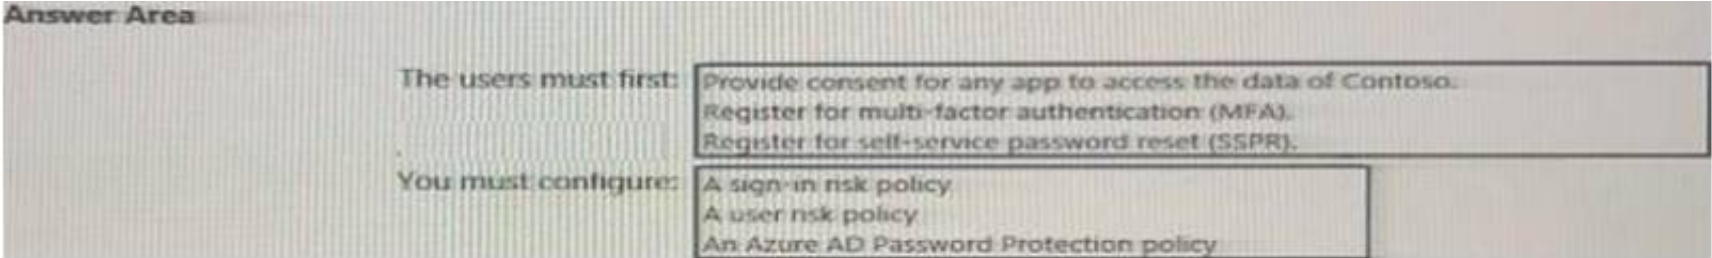 Answer Area
The users must first: Provide consent for any app to access the data of Contoso.
Register for multi-factor authentication (MFA).
Register for self-service password reset (SSPR).
You must configure: A sign-in risk policy
A user risk policy
An Azure AD Password Protection policy